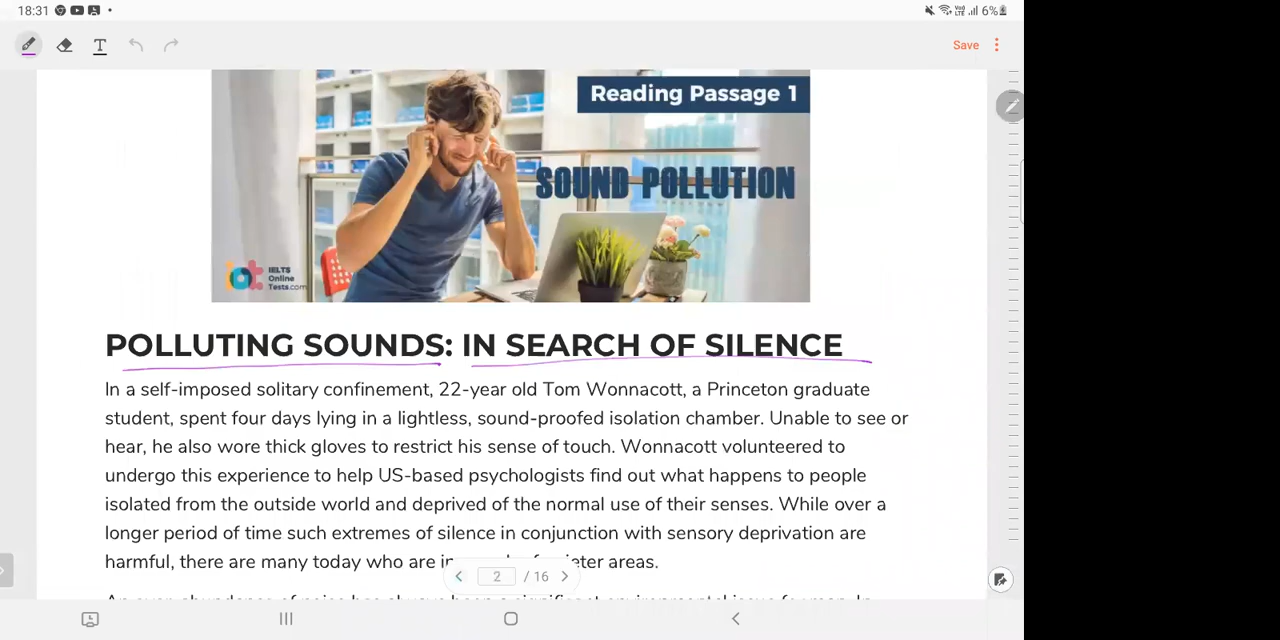 18:31
Vo) LTE 6%
Save
Reading Passage 1
SOUND POLLUTION
IELTS
Online
Tests.com
POLLUTING SOUNDS: IN SEARCH OF SILENCE
In a self-imposed solitary confinement, 22-year old Tom Wonnacott, a Princeton graduate
student, spent four days lying in a lightless, sound-proofed isolation chamber. Unable to see or
hear, he also wore thick gloves to restrict his sense of touch. Wonnacott volunteered to
undergo this experience to help US-based psychologists find out what happens to people
isolated from the outside world and deprived of the normal use of their senses. While over a
longer period of time such extremes of silence in conjunction with sensory deprivation are
harmful, there are many today who are in areas.
2 / 16